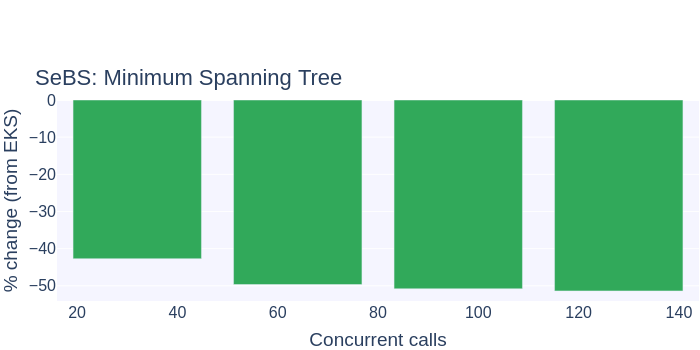 SeBS: Minimum Spanning Tree
% change (from EKS)
0
−10
−20
−30
−40
−50
20 40 60 80 100 120 140
Concurrent calls